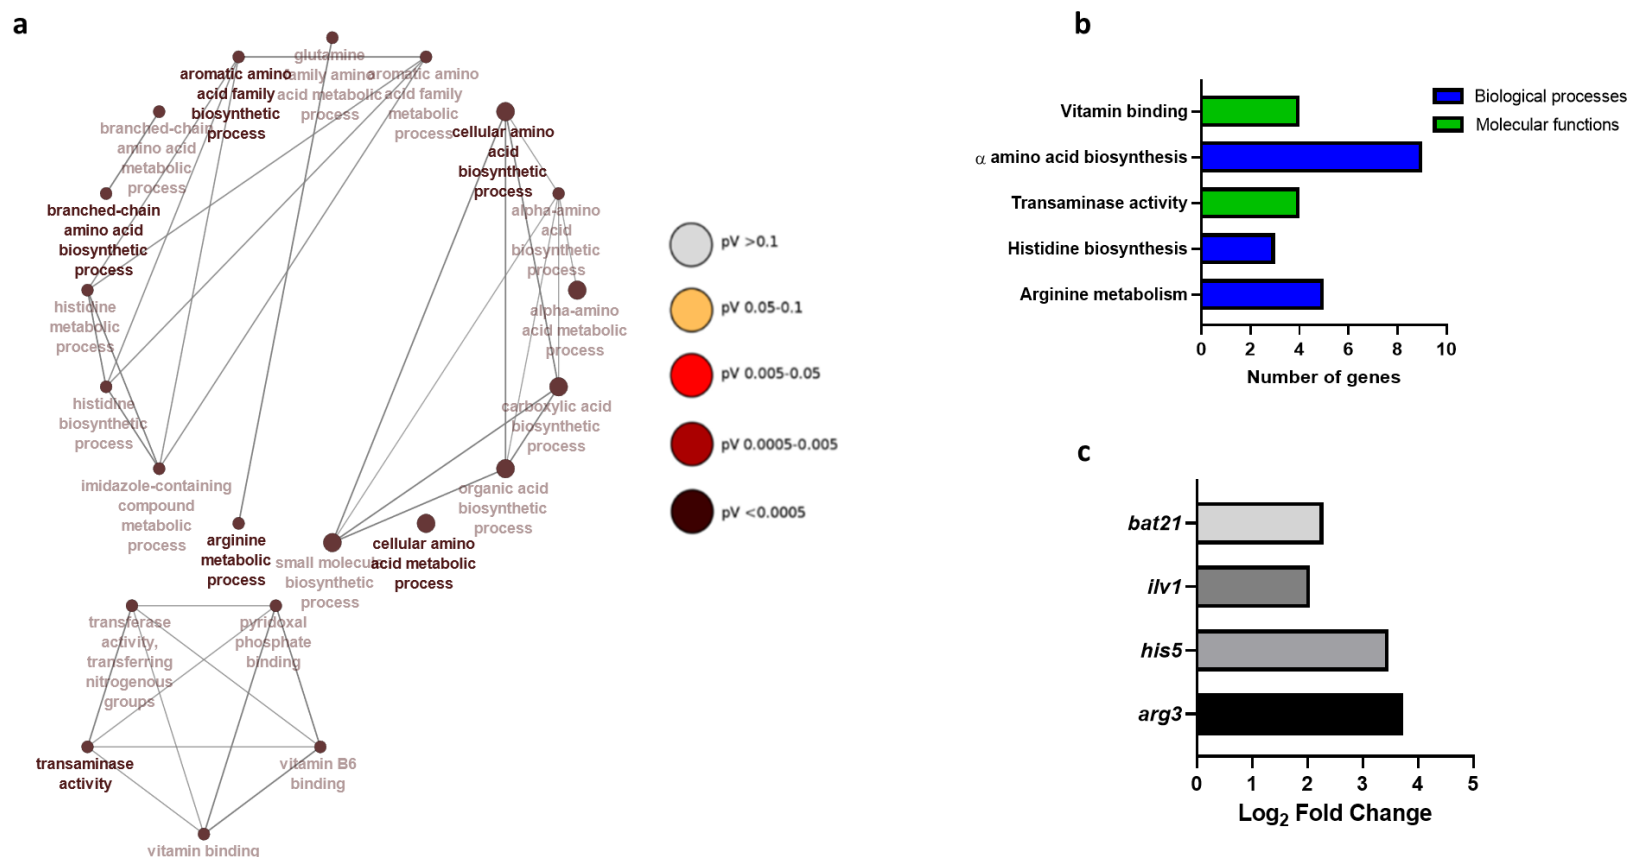 a
glutamine
family amino
acid metabolic
process
aromatic amino
acid family
biosynthetic
process
aromatic amino
acid family
metabolic
process
branched-chain
amino acid
metabolic
process
cellular amino
acid
biosynthetic
process
branched-chain
amino acid
biosynthetic
process
alpha-amino
acid
biosynthetic
process
histidine
metabolic
process
alpha-amino
acid metabolic
process
histidine
biosynthetic
process
carboxylic acid
biosynthetic
process
imidazole-containing
compound
metabolic
process
organic acid
biosynthetic
process
arginine
metabolic
process
small molecule
biosynthetic
process
cellular amino
acid metabolic
process
transferase
activity,
transferring
nitrogenous
groups
pyridoxal
phosphate
binding
transaminase
activity
vitamin B6
binding
vitamin binding
pV >0.1
pV 0.05-0.1
pV 0.005-0.05
pV 0.0005-0.005
pV <0.0005
b
Biological processes
Molecular functions
Vitamin binding
α amino acid biosynthesis
Transaminase activity
Histidine biosynthesis
Arginine metabolism
0 2 4 6 8 10
Number of genes
c
bat21
ilv1
his5
arg3
0 1 2 3 4 5
Log₂ Fold Change